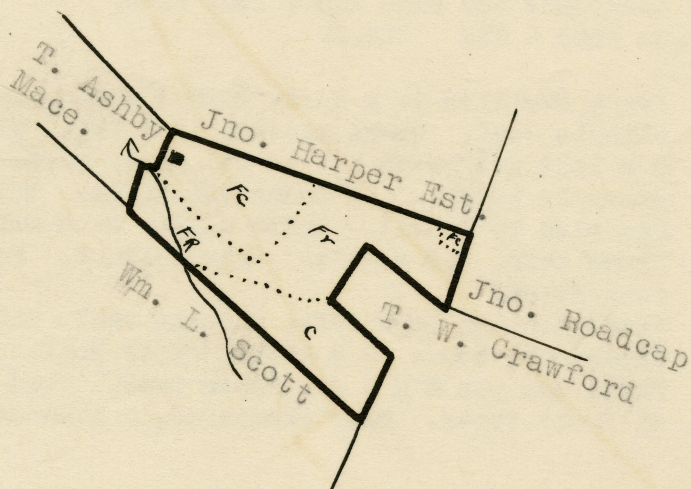 T. Ashby
Mace.
Jno. Harper Est.
FC
Fr
FC
FR
C
Jno. Roadcap
T. W. Crawford
Wm. L. Scott